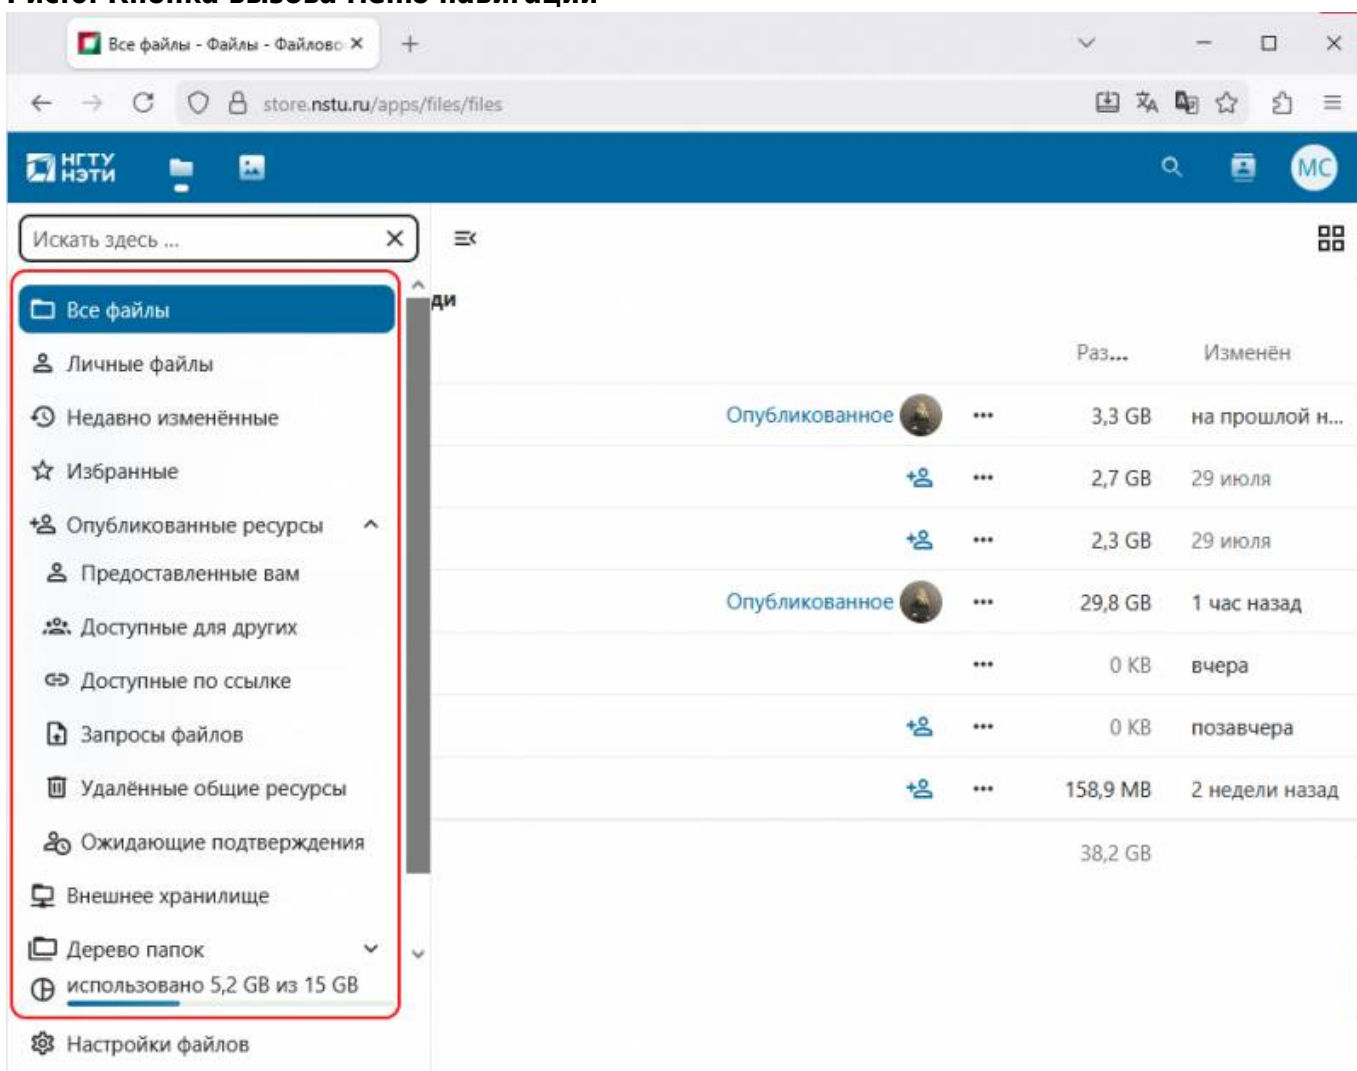 Все файлы - Файлы - Файлово
store.nstu.ru/apps/files/files
НГТУ
НЭТИ
МС
Искать здесь ...
ди
Все файлы
Раз... Изменён
Личные файлы
Опубликованное 3,3 GB на прошлой н...
Недавно изменённые
Избранные
2,7 GB 29 июля
Опубликованные ресурсы
2,3 GB 29 июля
Предоставленные вам
Опубликованное 29,8 GB 1 час назад
Доступные для других
0 KB вчера
Доступные по ссылке
Запросы файлов
0 KB позавчера
Удалённые общие ресурсы
158,9 MB 2 недели назад
Ожидающие подтверждения
38,2 GB
Внешнее хранилище
Дерево папок
использовано 5,2 GB из 15 GB
Настройки файлов